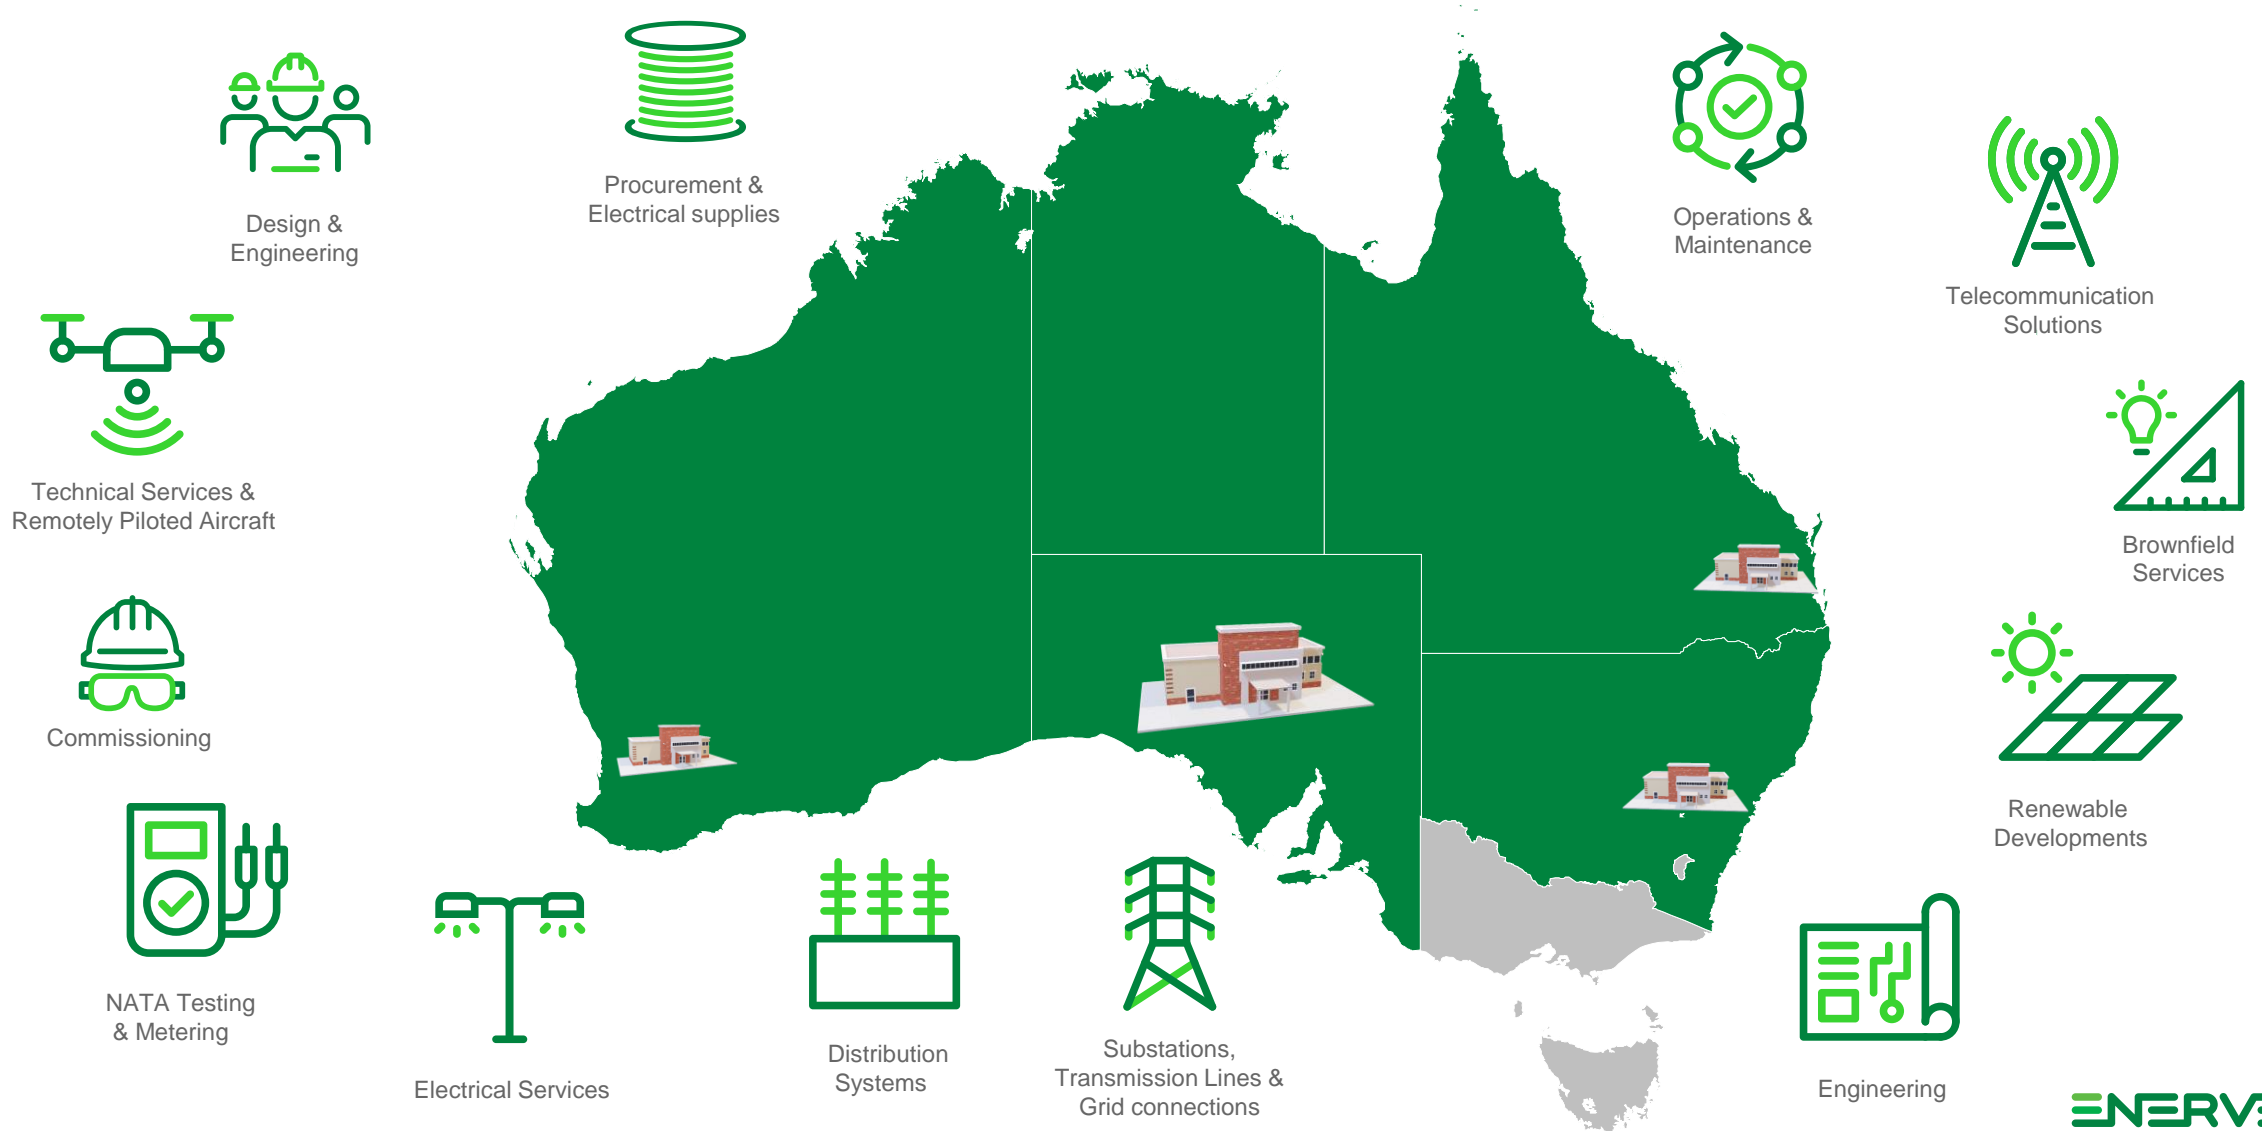 Design &
Engineering
Procurement &
Electrical supplies
Operations &
Maintenance
Telecommunication
Solutions
Technical Services &
Remotely Piloted Aircraft
Brownfield
Services
Commissioning
Renewable
Developments
NATA Testing
& Metering
Electrical Services
Distribution
Systems
Substations,
Transmission Lines &
Grid connections
Engineering
ENERVE